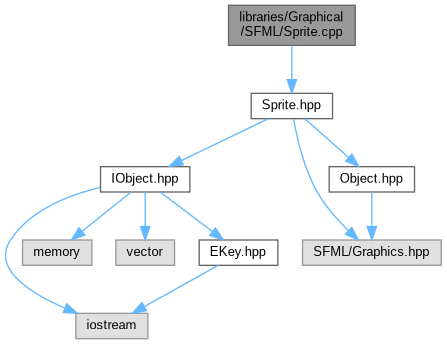 libraries/Graphical
/SFML/Sprite.cpp
Sprite.hpp
IObject.hpp
Object.hpp
memory
vector
EKey.hpp
SFML/Graphics.hpp
iostream